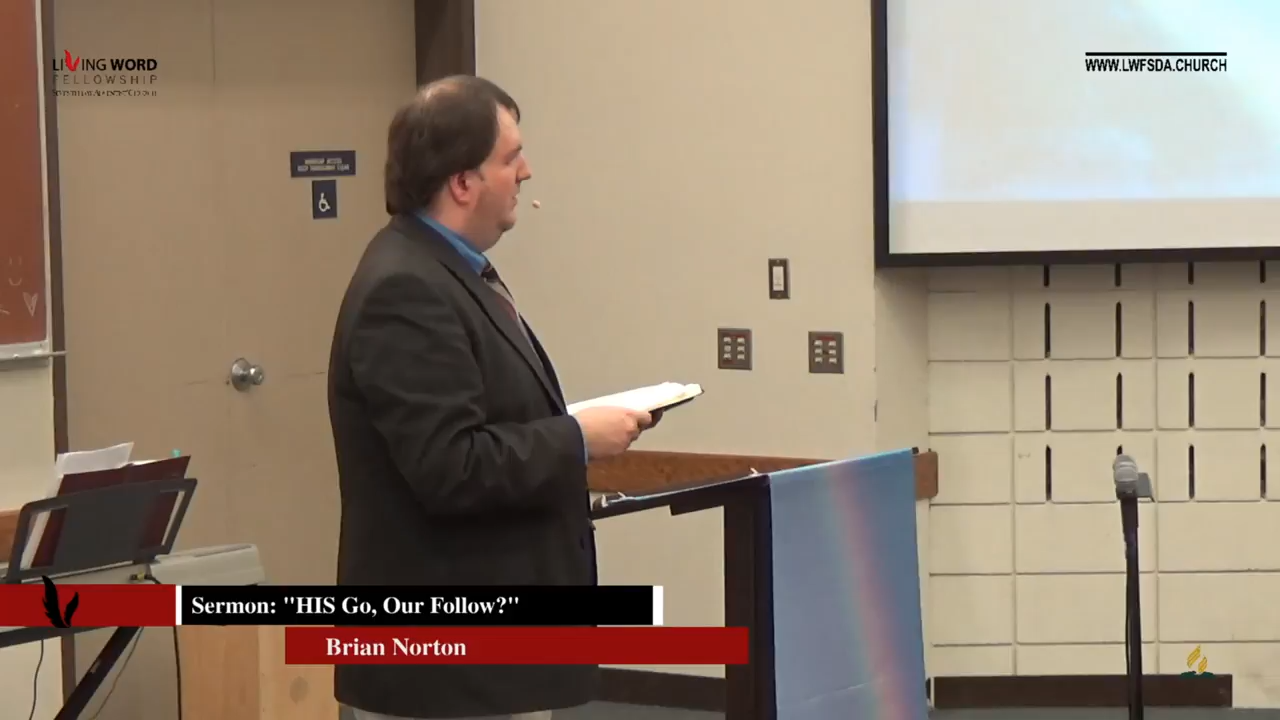 LIVING WORD
FELLOWSHIP
WWW.LWFSDA.CHURCH
Sermon: "HIS Go, Our Follow?"
Brian Norton